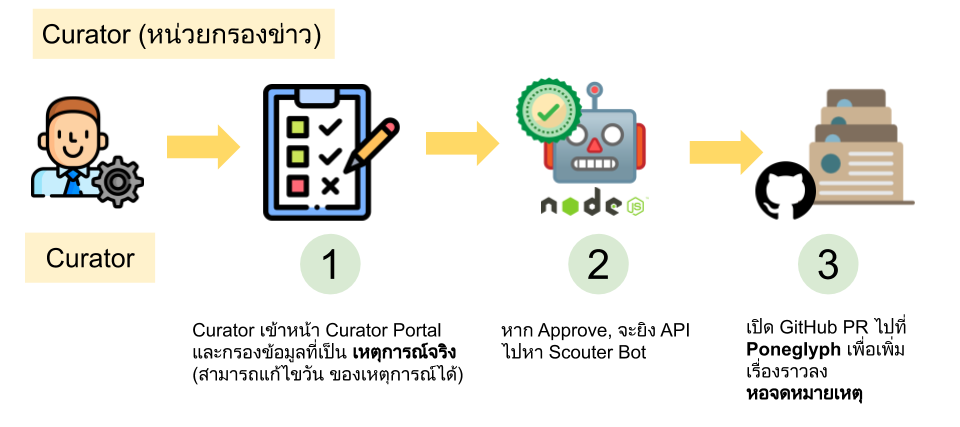 Curator (หน่วยกรองข่าว)
node
JS
Curator
1
2
3
Curator เข้าหน้า Curator Portal
และกรองข้อมูลที่เป็น เหตุการณ์จริง
(สามารถแก้ไขวัน ของเหตุการณ์ได้)
หาก Approve, จะยิง API
ไปหา Scouter Bot
เปิด GitHub PR ไปที่
Poneglyph เพื่อเพิ่ม
เรื่องราวลง
หอจดหมายเหตุ